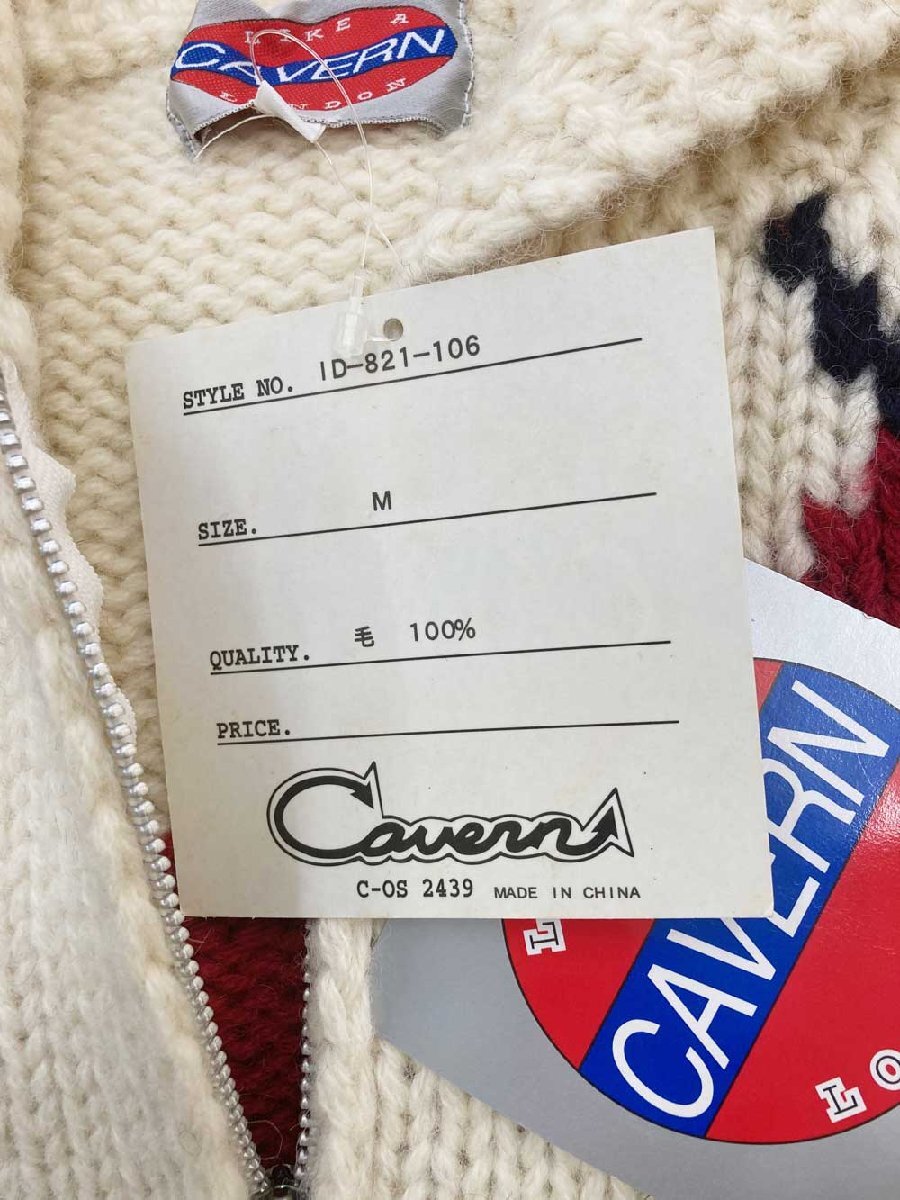 LIKE A
CAVERN
LONDON
STYLE NO. ID-821-106
SIZE. M
QUALITY. 毛 100%
PRICE.
Cavern
C-OS 2439 MADE IN CHINA
CAVERN